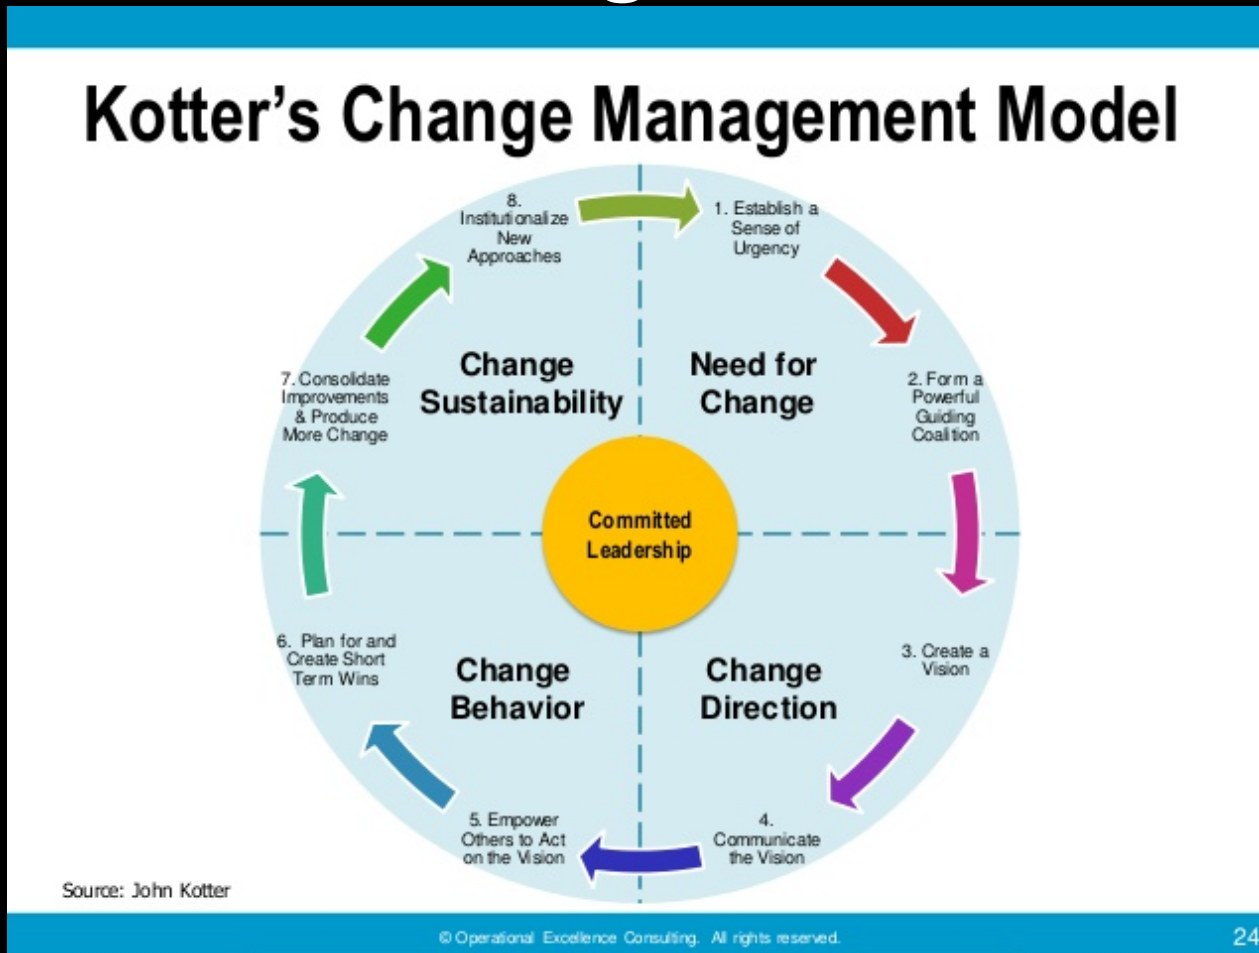 Kotter's Change Management Model
8.
Institutionalize
New
Approaches
1. Establish a
Sense of
Urgency
7. Consolidate
Improvements
& Produce
More Change
Change
Sustainability
Need for
Change
2. Form a
Powerful
Guiding
Coalition
Committed
Leadership
6. Plan for and
Create Short
Term Wins
Change
Behavior
Change
Direction
3. Create a
Vision
5. Empower
Others to Act
on the Vision
4.
Communicate
the Vision
Source: John Kotter
© Operational Excellence Consulting. All rights reserved.
24